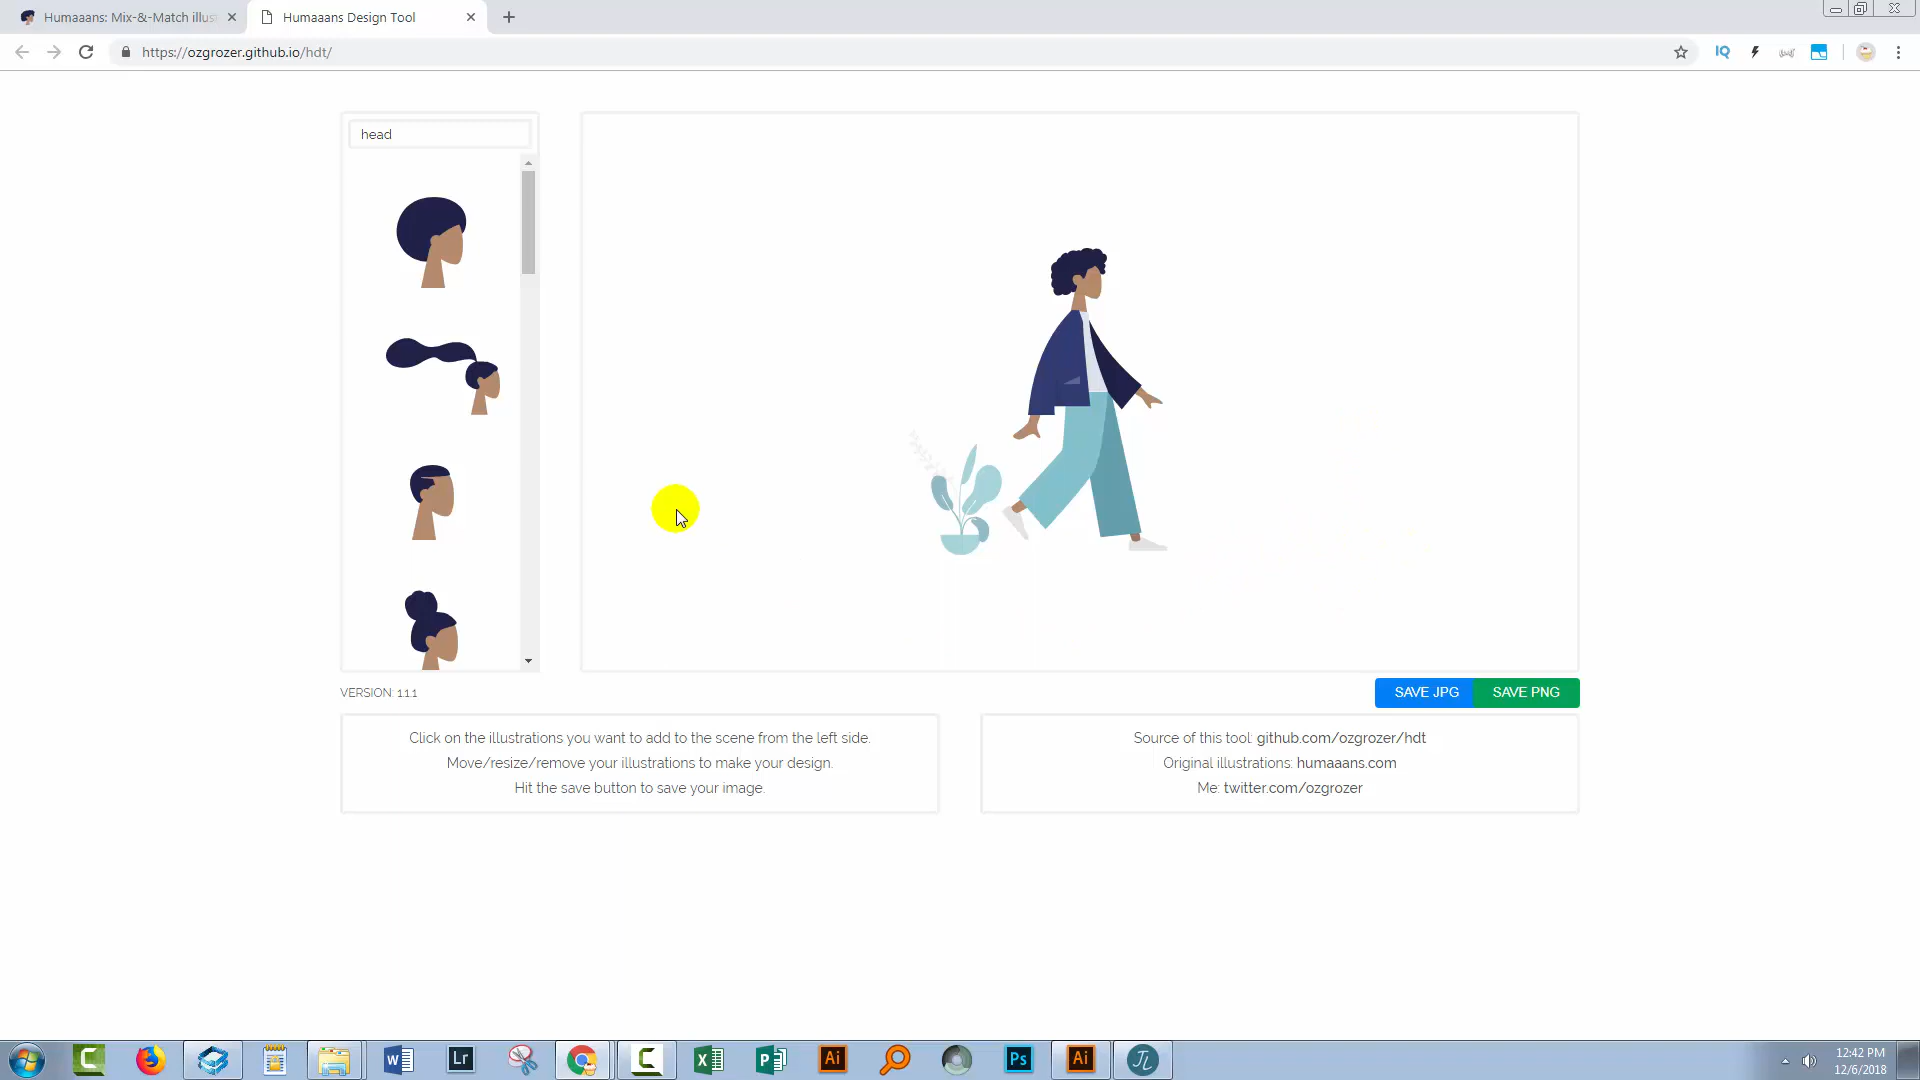 Humaaans: Mix-&-Match illus
Humaaans Design Tool
https://ozgrozer.github.io/hdt/
IQ
head
VERSION: 1.1.1
SAVE JPG
SAVE PNG
Click on the illustrations you want to add to the scene from the left side.
Move/resize/remove your illustrations to make your design.
Hit the save button to save your image.
Source of this tool: github.com/ozgrozer/hdt
Original illustrations: humaaans.com
Me: twitter.com/ozgrozer
Lr
Ai
Ps
Ai
JL
12:42 PM
12/6/2018